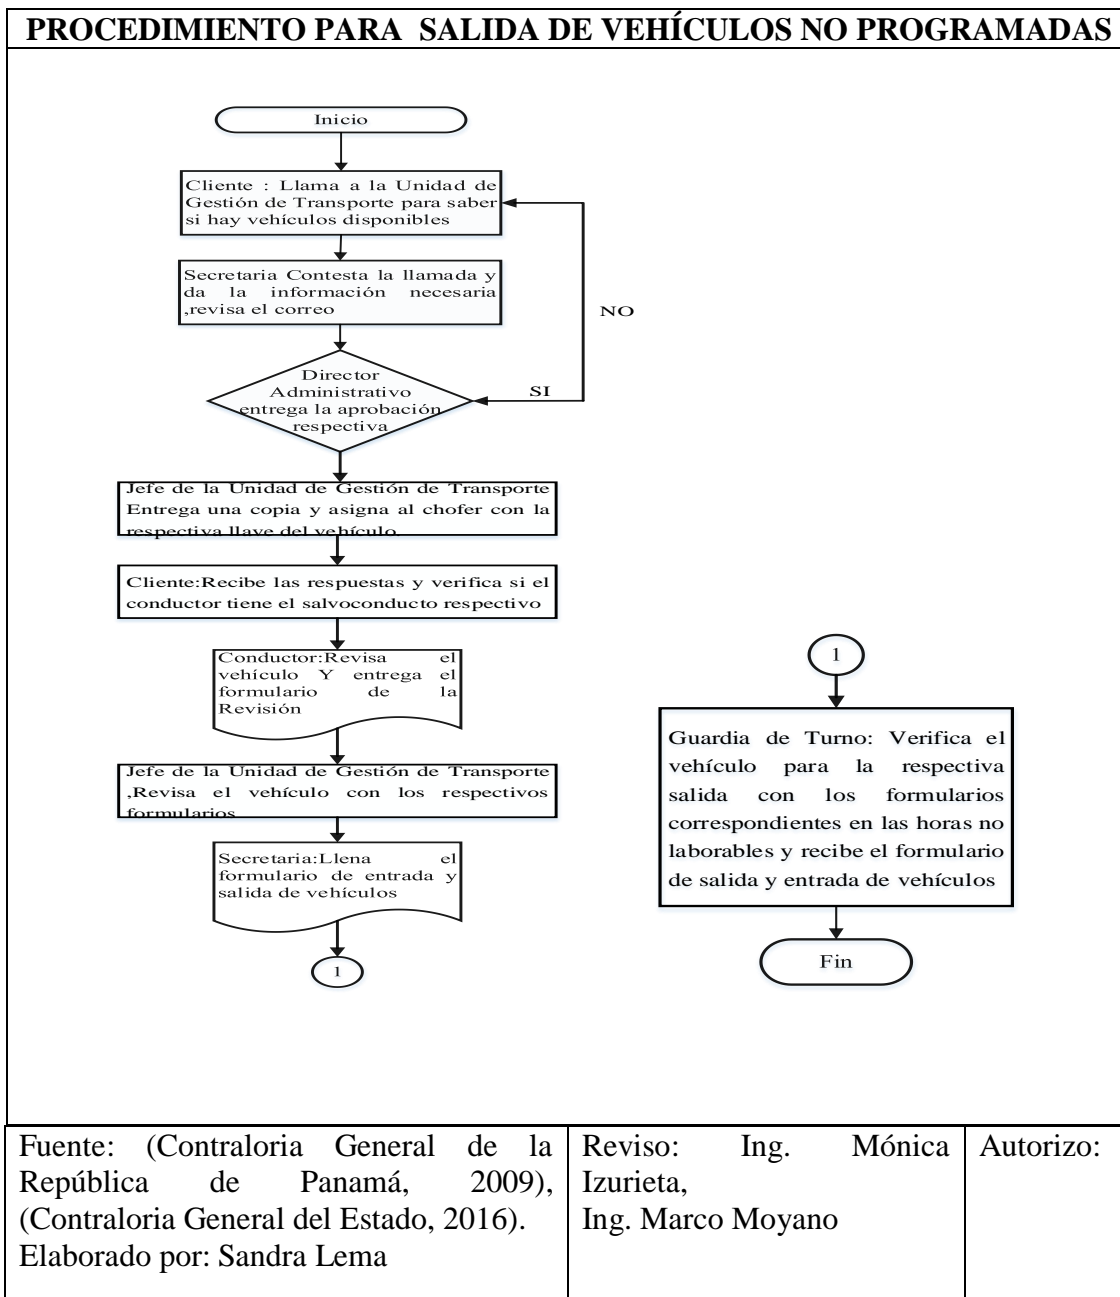 PROCEDIMIENTO PARA SALIDA DE VEHÍCULOS NO PROGRAMADAS
Inicio
Cliente : Llama a la Unidad de
Gestión de Transporte para saber
si hay vehículos disponibles
Secretaria Contesta la llamada y
da la información necesaria
,revisa el correo
NO
Director
Administrativo
entrega la aprobación
respectiva
SI
Jefe de la Unidad de Gestión de Transporte
Entrega una copia y asigna al chofer con la
respectiva llave del vehículo.
Cliente:Recibe las respuestas y verifica si el
conductor tiene el salvoconducto respectivo
Conductor:Revisa el
vehículo Y entrega el
formulario de la
Revisión
Jefe de la Unidad de Gestión de Transporte
,Revisa el vehículo con los respectivos
formularios
Secretaria:Llena el
formulario de entrada y
salida de vehículos
1
1
Guardia de Turno: Verifica el
vehículo para la respectiva
salida con los formularios
correspondientes en las horas no
laborables y recibe el formulario
de salida y entrada de vehículos
Fin
Fuente: (Contraloria General de la
República de Panamá, 2009),
(Contraloria General del Estado, 2016).
Elaborado por: Sandra Lema
Reviso: Ing. Mónica
Izurieta,
Ing. Marco Moyano
Autorizo: